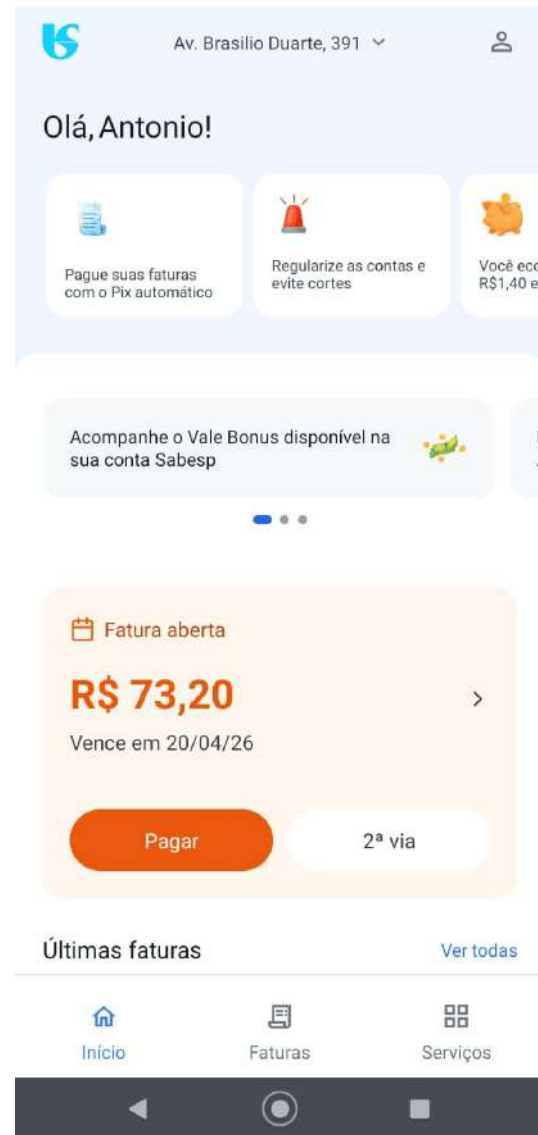 Av. Brasilio Duarte, 391
Olá, Antonio!
Pague suas faturas
com o Pix automático
Regularize as contas e
evite cortes
Você
R$1,40
Acompanhe o Vale Bonus disponível na
sua conta Sabesp
Fatura aberta
R$ 73,20
Vence em 20/04/26
Pagar
2ª via
Últimas faturas
Ver todas
Início
Faturas
Serviços